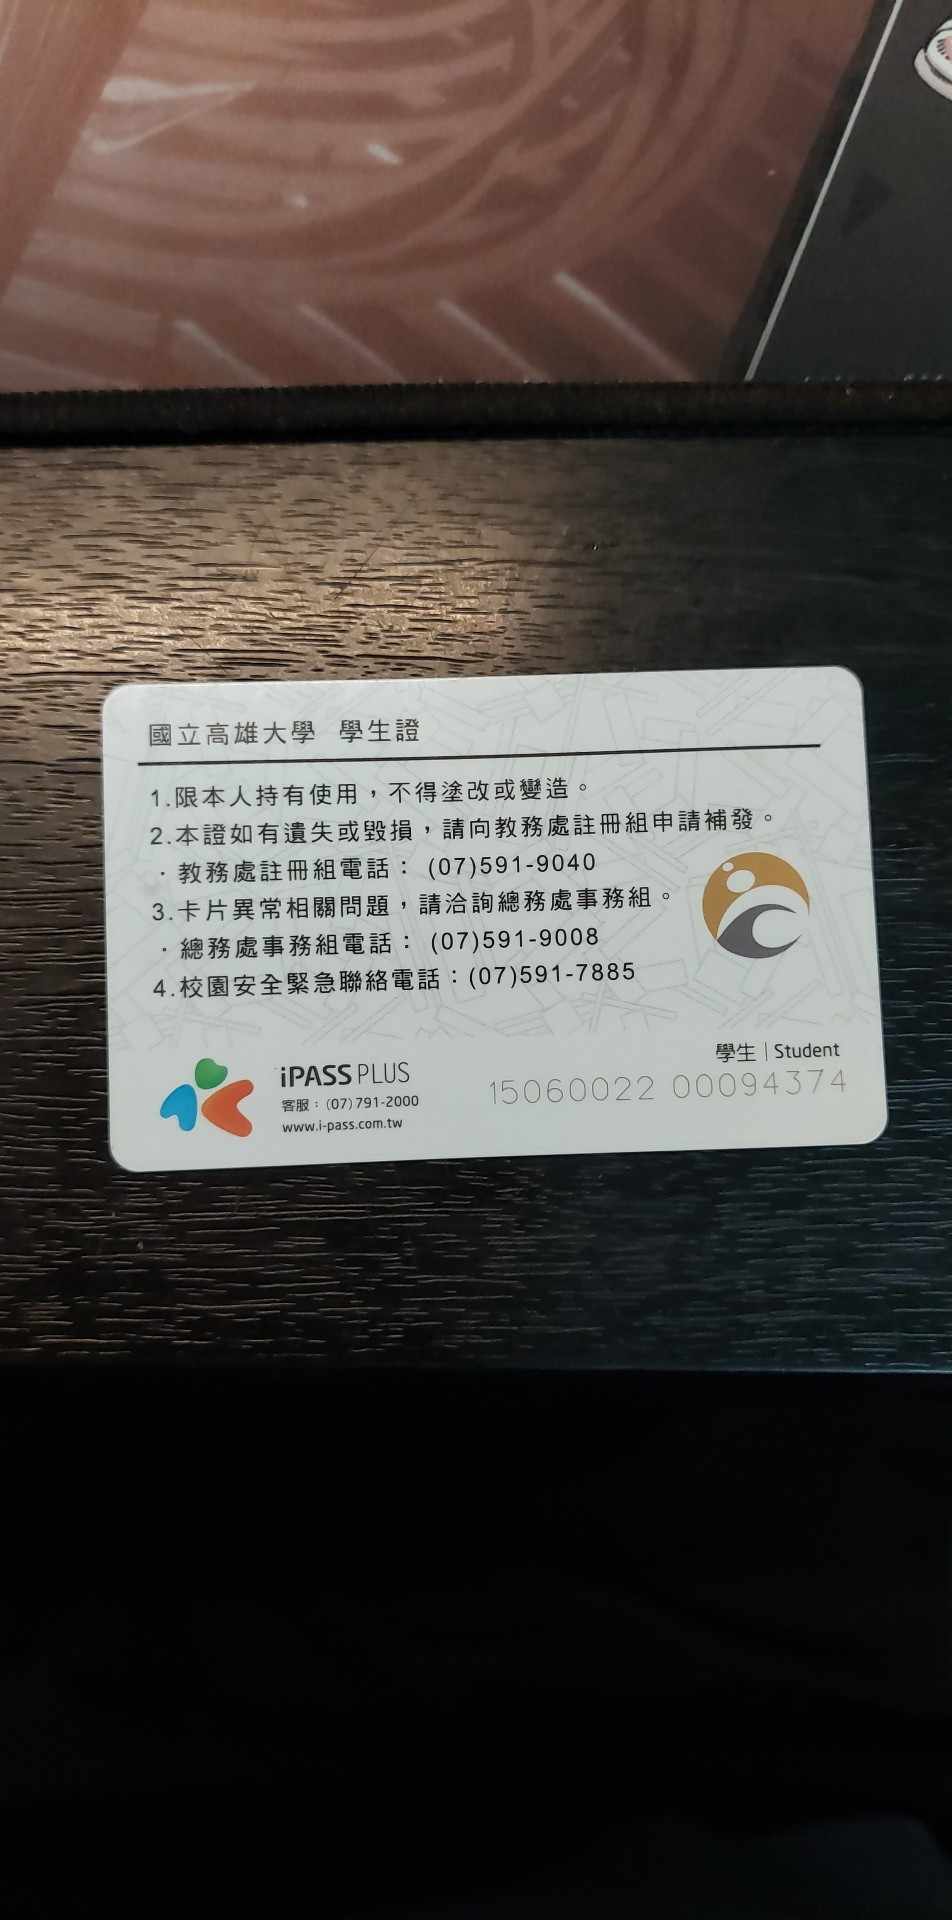 國立高雄大學 學生證
1.限本人持有使用，不得塗改或變造。
2.本證如有遺失或毀損，請向教務處註冊組申請補發。
·教務處註冊組電話： (07)591-9040
3.卡片異常相關問題，請洽詢總務處事務組。
·總務處事務組電話： (07)591-9008
4.校園安全緊急聯絡電話：(07)591-7885
學生｜Student
15060022 00094374
iPASS PLUS
客服：(07)791-2000
www.i-pass.com.tw